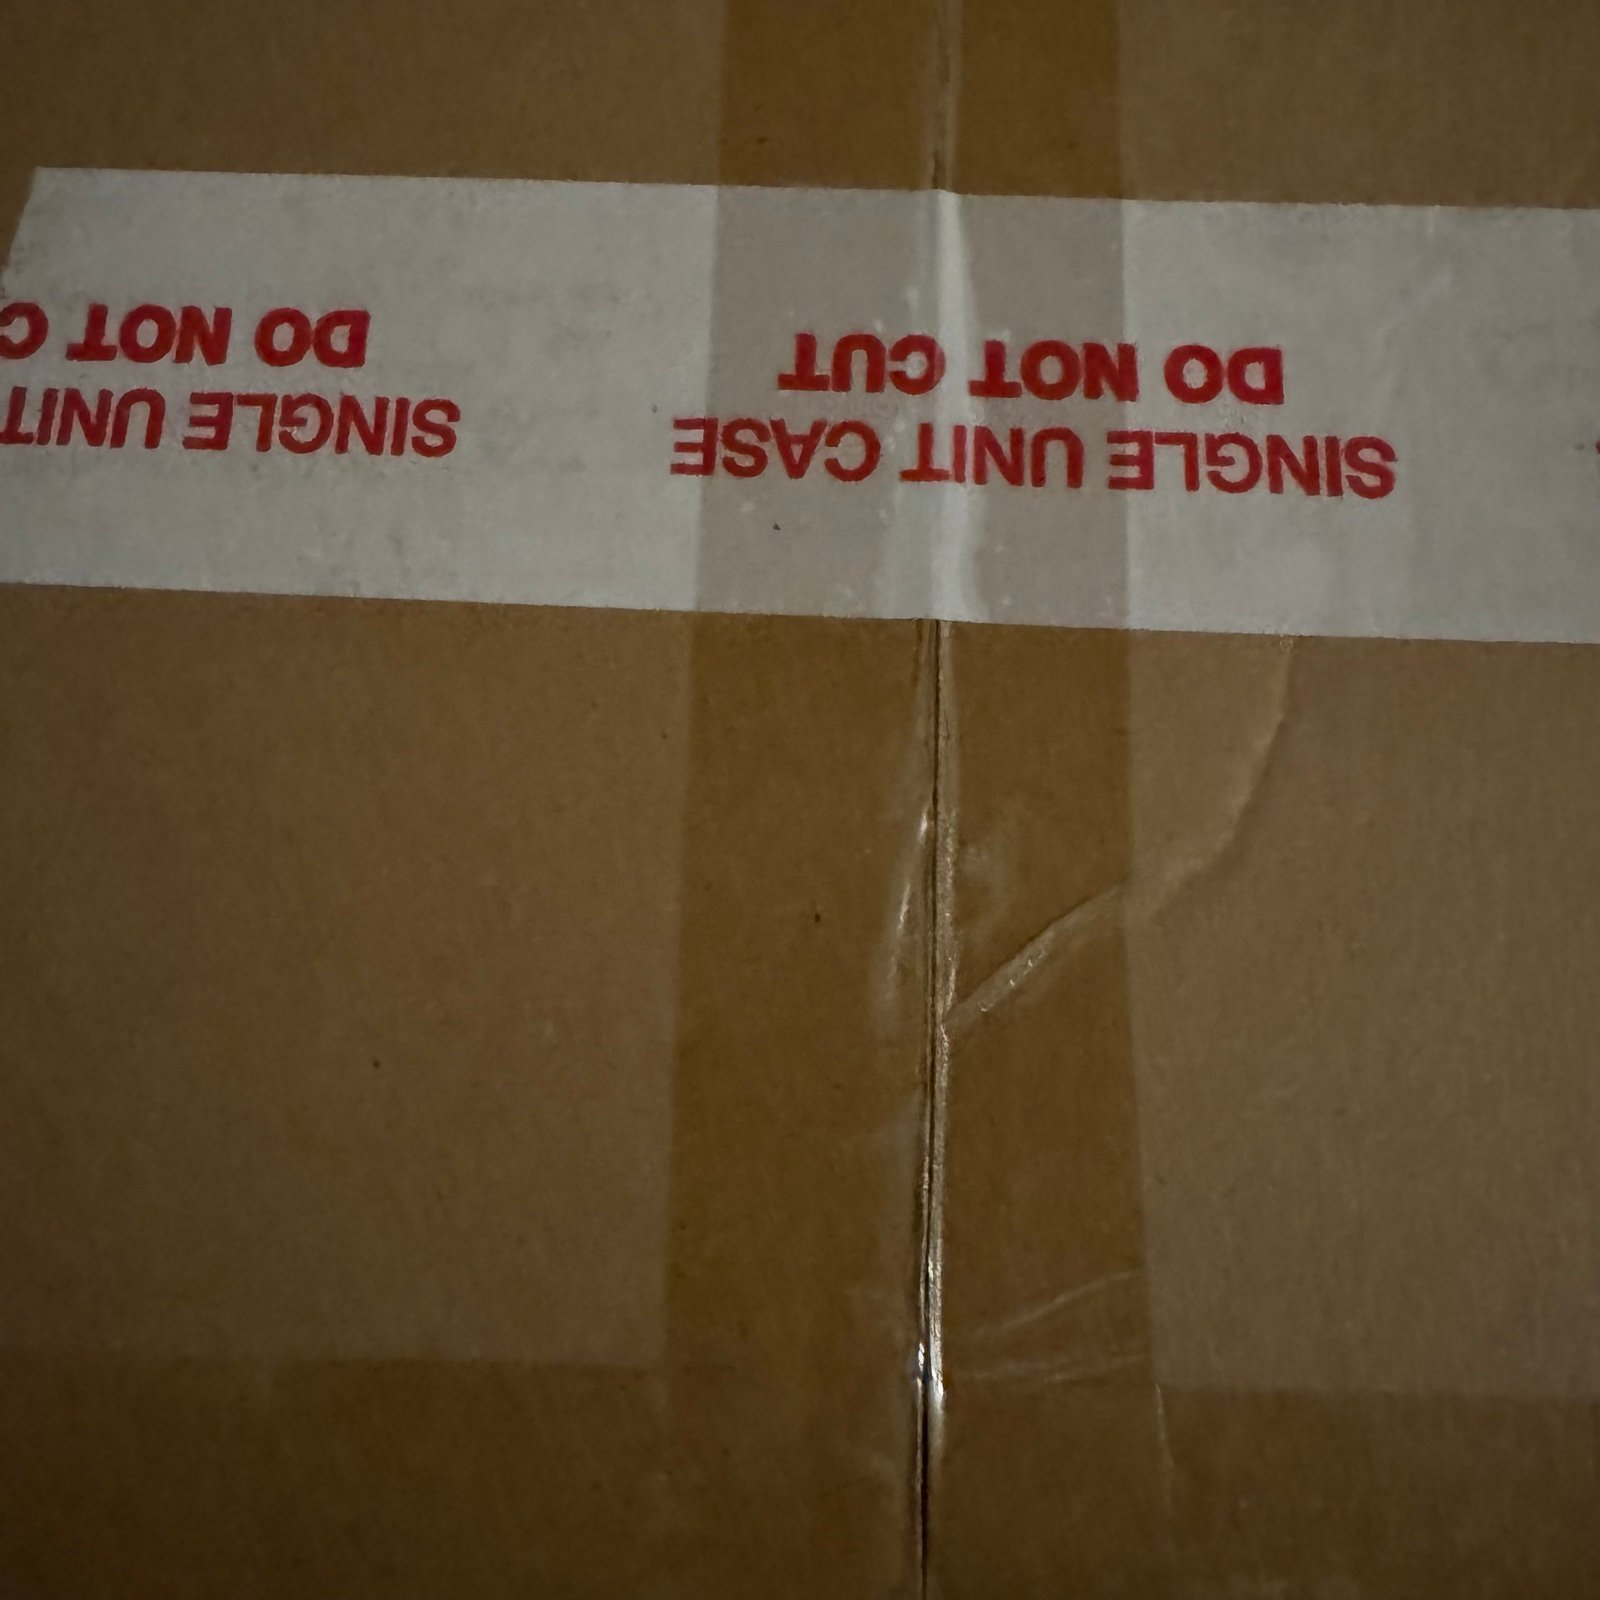 SINGLE UNIT CASE
DO NOT CUT
SINGLE UNIT
DO NOT C